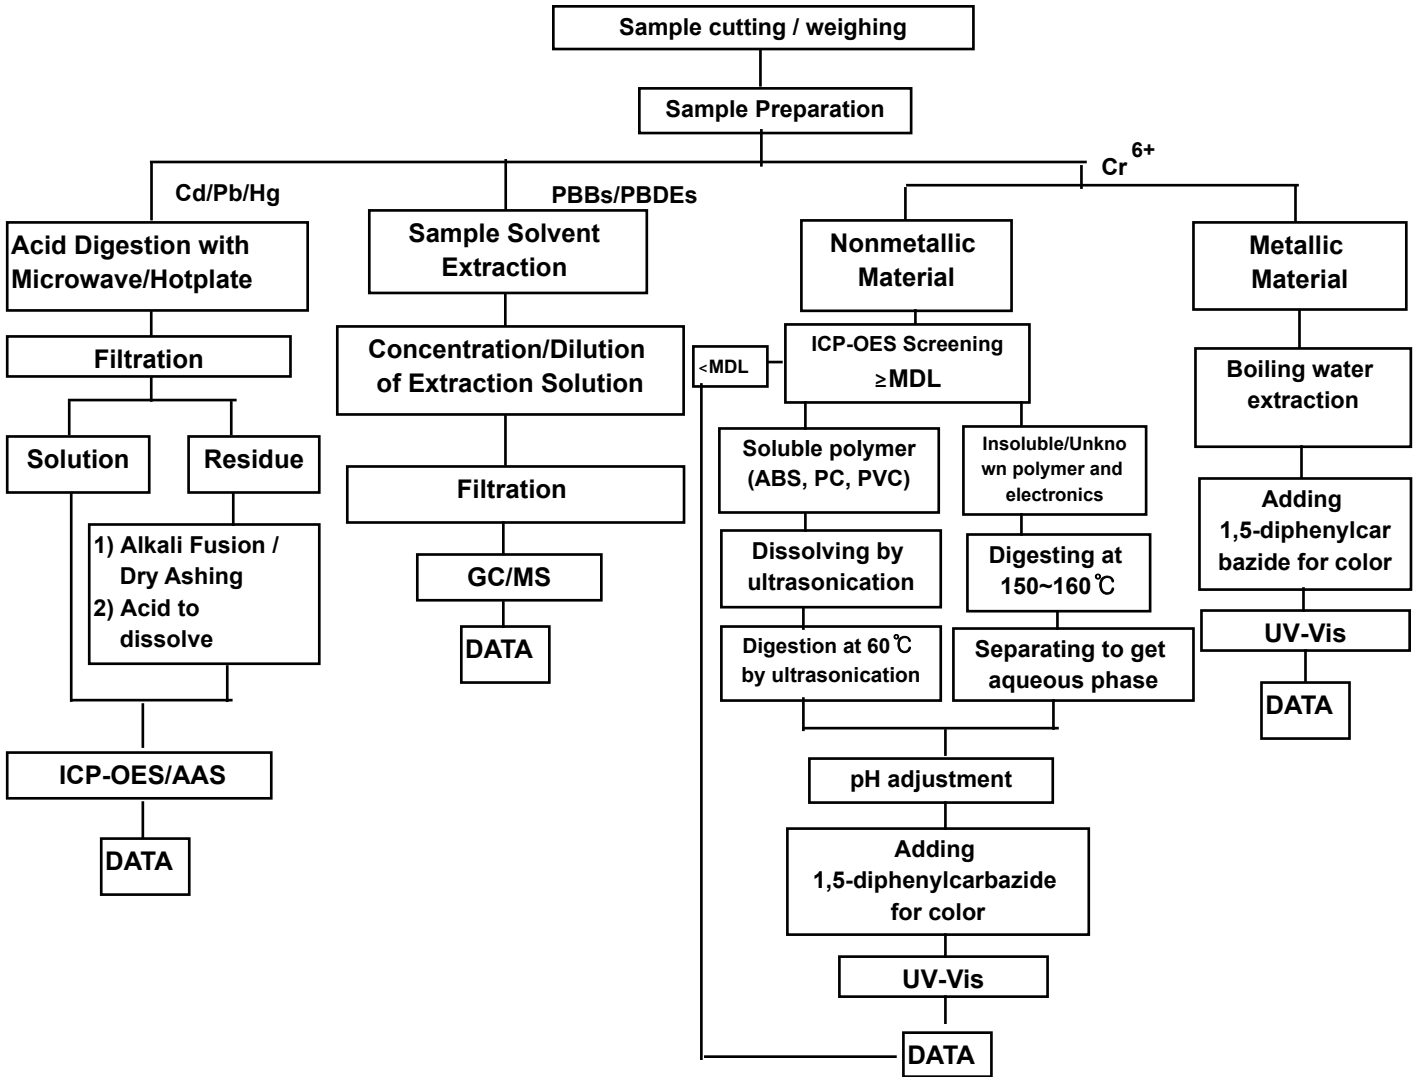 Sample cutting / weighing
Sample Preparation
Cd/Pb/Hg
PBBs/PBDEs
Cr 6+
Acid Digestion with
Microwave/Hotplate
Filtration
Solution
Residue
1) Alkali Fusion /
Dry Ashing
2) Acid to
dissolve
ICP-OES/AAS
DATA
Sample Solvent
Extraction
Concentration/Dilution
of Extraction Solution
Filtration
GC/MS
DATA
Nonmetallic
Material
<MDL
ICP-OES Screening
≥MDL
Soluble polymer
(ABS, PC, PVC)
Dissolving by
ultrasonication
Digestion at 60℃
by ultrasonication
Insoluble/Unkno
wn polymer and
electronics
Digesting at
150~160℃
Separating to get
aqueous phase
pH adjustment
Adding
1,5-diphenylcarbazide
for color
UV-Vis
DATA
Metallic
Material
Boiling water
extraction
Adding
1,5-diphenylcar
bazide for color
UV-Vis
DATA